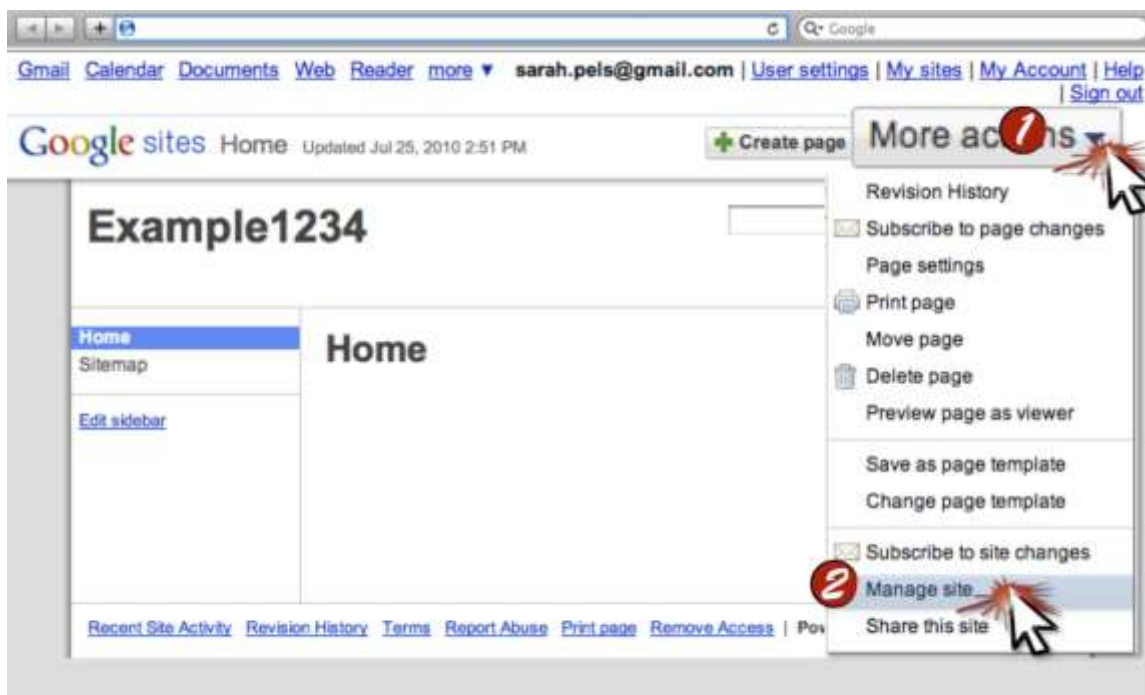 Google
Gmail Calendar Documents Web Reader more ▼ sarah.pels@gmail.com | User settings | My sites | My Account | Help
| Sign out
Google sites Home Updated Jul 25, 2010 2:51 PM Create page More ac 1 ns
Revision History
Example1234
Subscribe to page changes
Page settings
Print page
Home
Home
Move page
Sitemap
Delete page
Edit sidebar
Preview page as viewer
Save as page template
Change page template
Subscribe to site changes
2 Manage site
Recent Site Activity Revision History Terms Report Abuse Print page Remove Access | Pow
Share this site